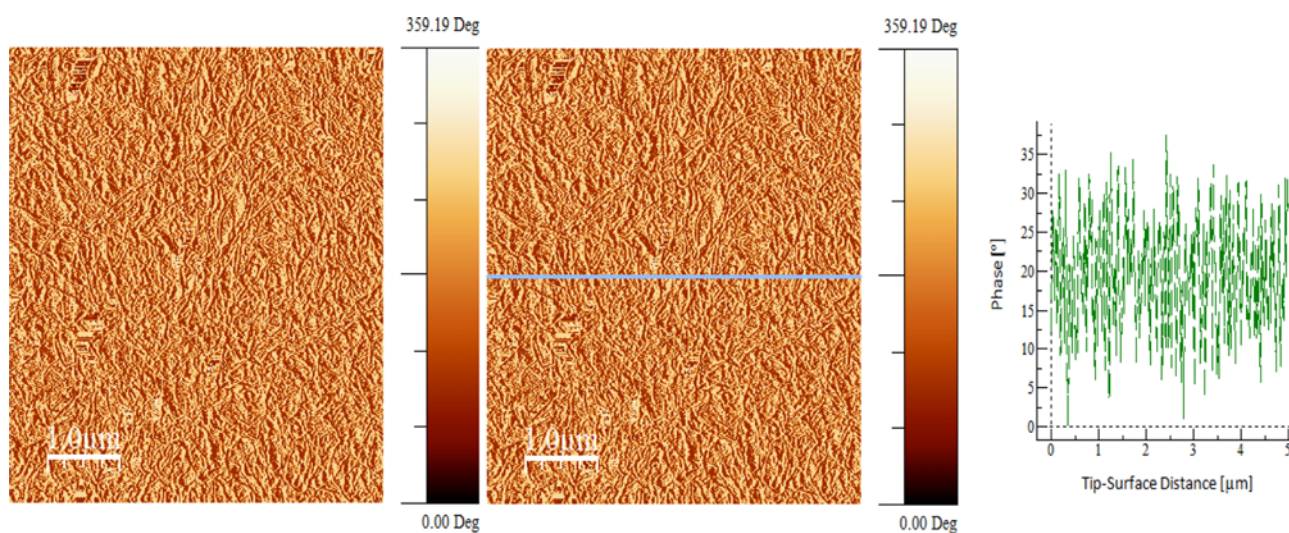 359.19 Deg
1.0µm
0.00 Deg
359.19 Deg
1.0µm
0.00 Deg
Phase [°]
35
30
25
20
15
10
5
0
0 1 2 3 4 5
Tip-Surface Distance [µm]